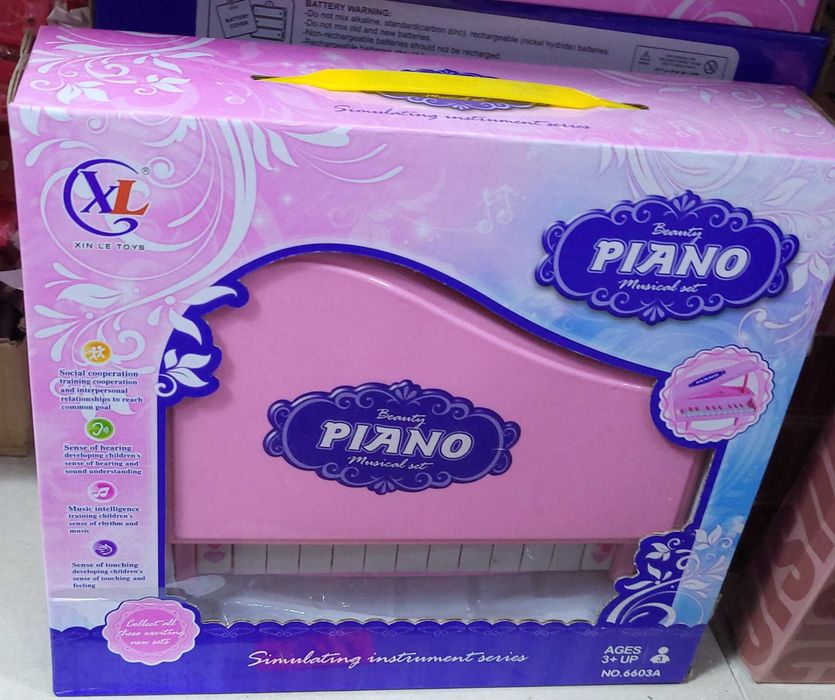 BATTERY WARNING:
-Do not mix alkaline, standard(carbon zinc), rechargeable (nickel hydride) batteries.
-Do not mix old and new batteries.
-Non-rechargeable batteries should not be recharged.
BATTERY
COVER
Simulating instrument series
XL®
XIN LE TOYS
Beauty
PIANO
Musical set
PIANO
Beauty
PIANO
Musical set
Social cooperation
training cooperation
and interpersonal
relationships to reach
common goal
Sense of hearing
developing children's
sense of hearing and
sound understanding
Music intelligence
training children's
sense of rhythm and
music
Sense of touching
developing children's
sense of touching and
feeling
Collect all
these exciting
new sets
Simulating instrument series
AGES
3+ UP
3
NO.6603A